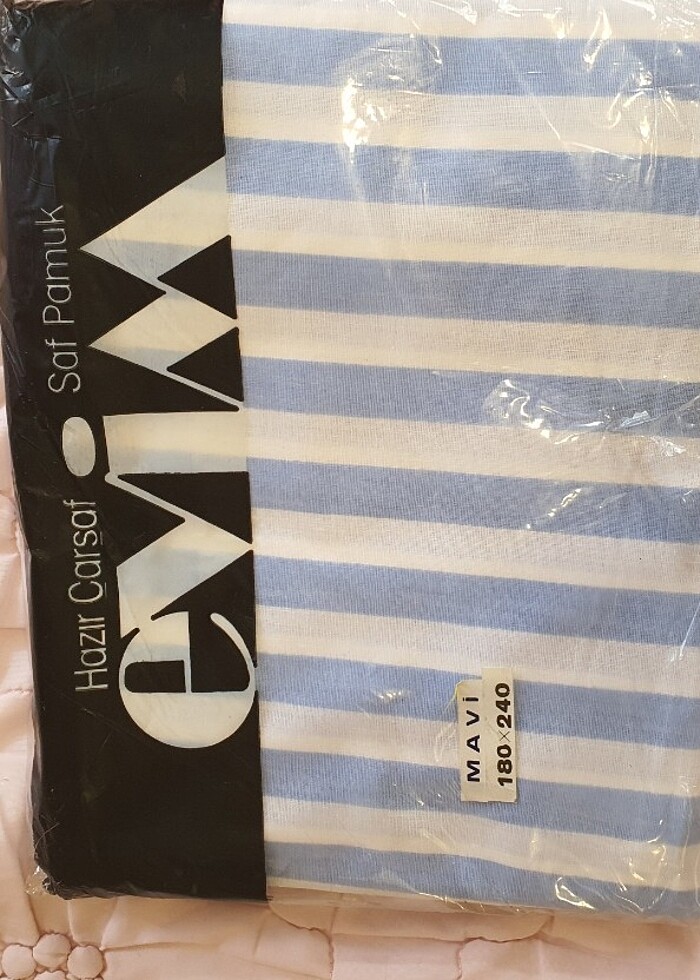 Hazır Çarşaf Saf Pamuk
evim
MAVİ
180×240